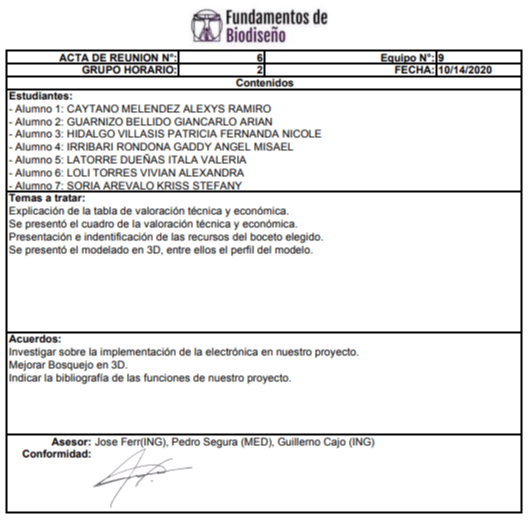 Fundamentos de
Biodiseño
ACTA DE REUNION N°: 6 Equipo N°: 9
GRUPO HORARIO: 2 FECHA: 10/14/2020
Contenidos
Estudiantes:
- Alumno 1: CAYTANO MELENDEZ ALEXYS RAMIRO
- Alumno 2: GUARNIZO BELLIDO GIANCARLO ARIAN
- Alumno 3: HIDALGO VILLASIS PATRICIA FERNANDA NICOLE
- Alumno 4: IRRIBARI RONDONA GADDY ANGEL MISAEL
- Alumno 5: LATORRE DUEÑAS ITALA VALERIA
- Alumno 6: LOLI TORRES VIVIAN ALEXANDRA
- Alumno 7: SORIA AREVALO KRISS STEFANY
Temas a tratar:
Explicación de la tabla de valoración técnica y económica.
Se presentó el cuadro de la valoración técnica y económica.
Presentación e indentificación de las recursos del boceto elegido.
Se presentó el modelado en 3D, entre ellos el perfil del modelo.
Acuerdos:
Investigar sobre la implementación de la electrónica en nuestro proyecto.
Mejorar Bosquejo en 3D.
Indicar la bibliografía de las funciones de nuestro proyecto.
Asesor: Jose Ferr(ING), Pedro Segura (MED), Guillerno Cajo (ING)
Conformidad: